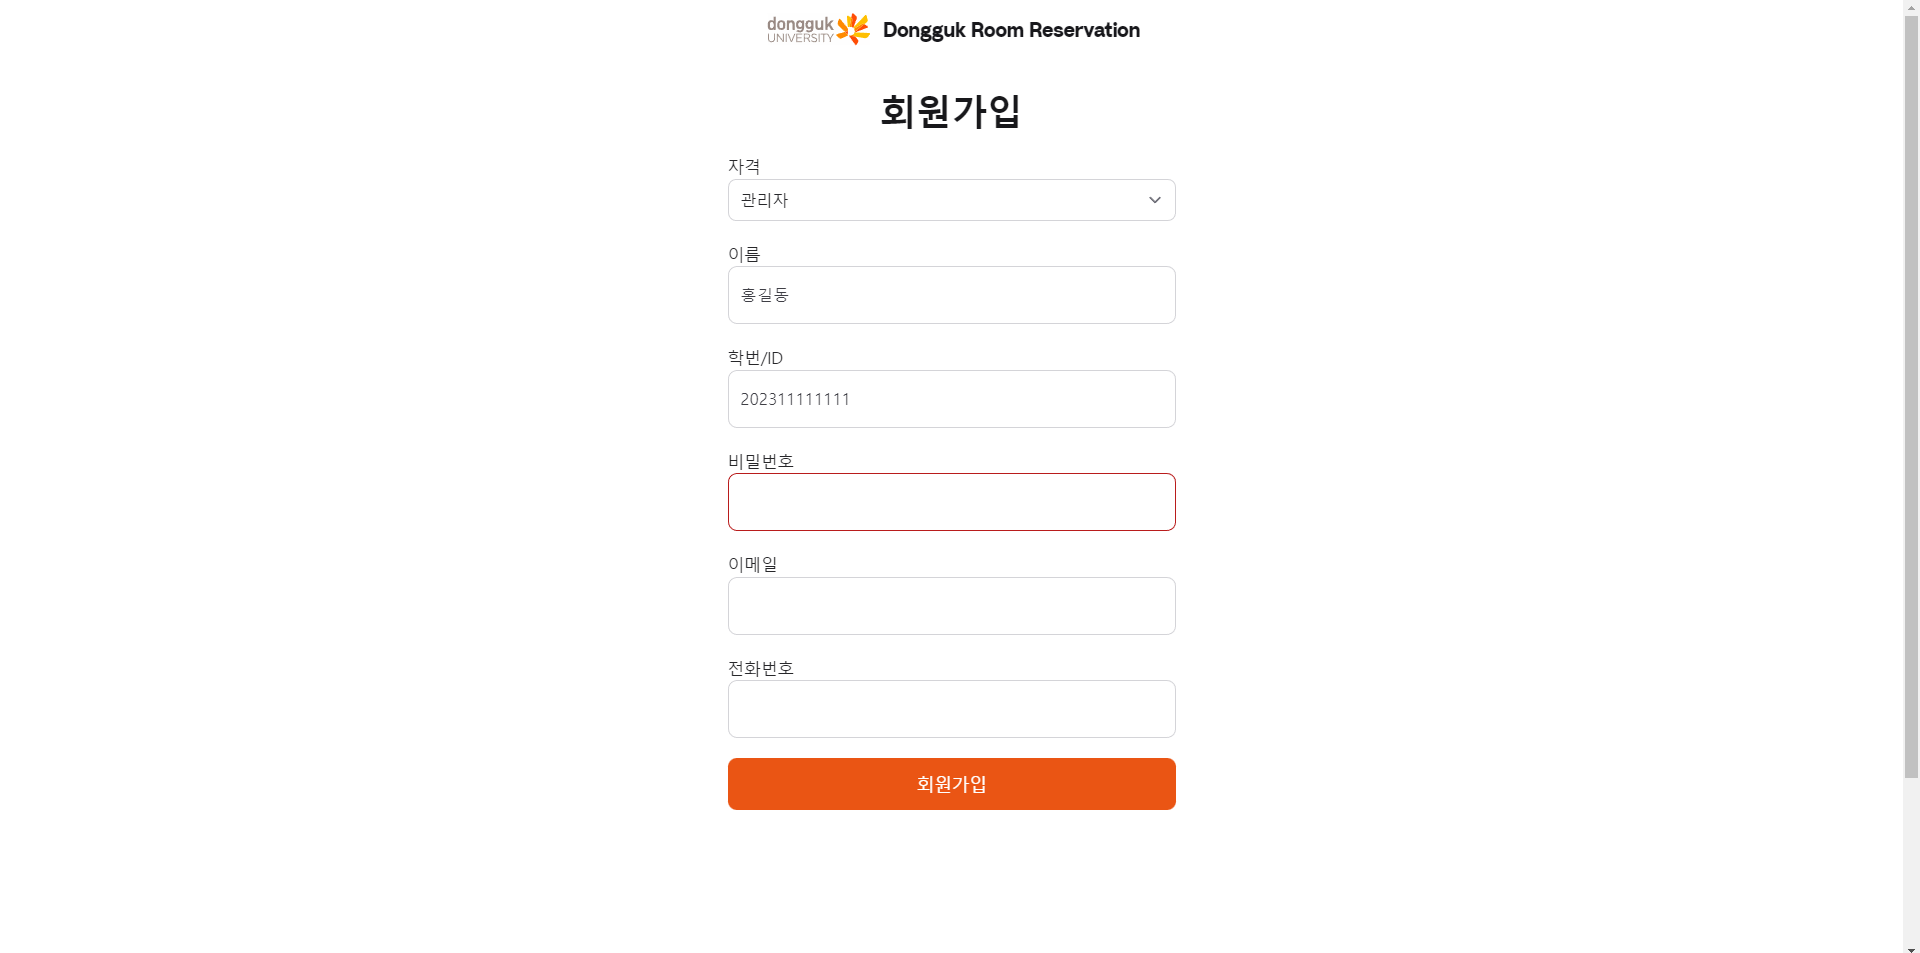 dongguk
UNIVERSITY
Dongguk Room Reservation
회원가입
자격
관리자
이름
홍길동
학번/ID
202311111111
비밀번호
이메일
전화번호
회원가입